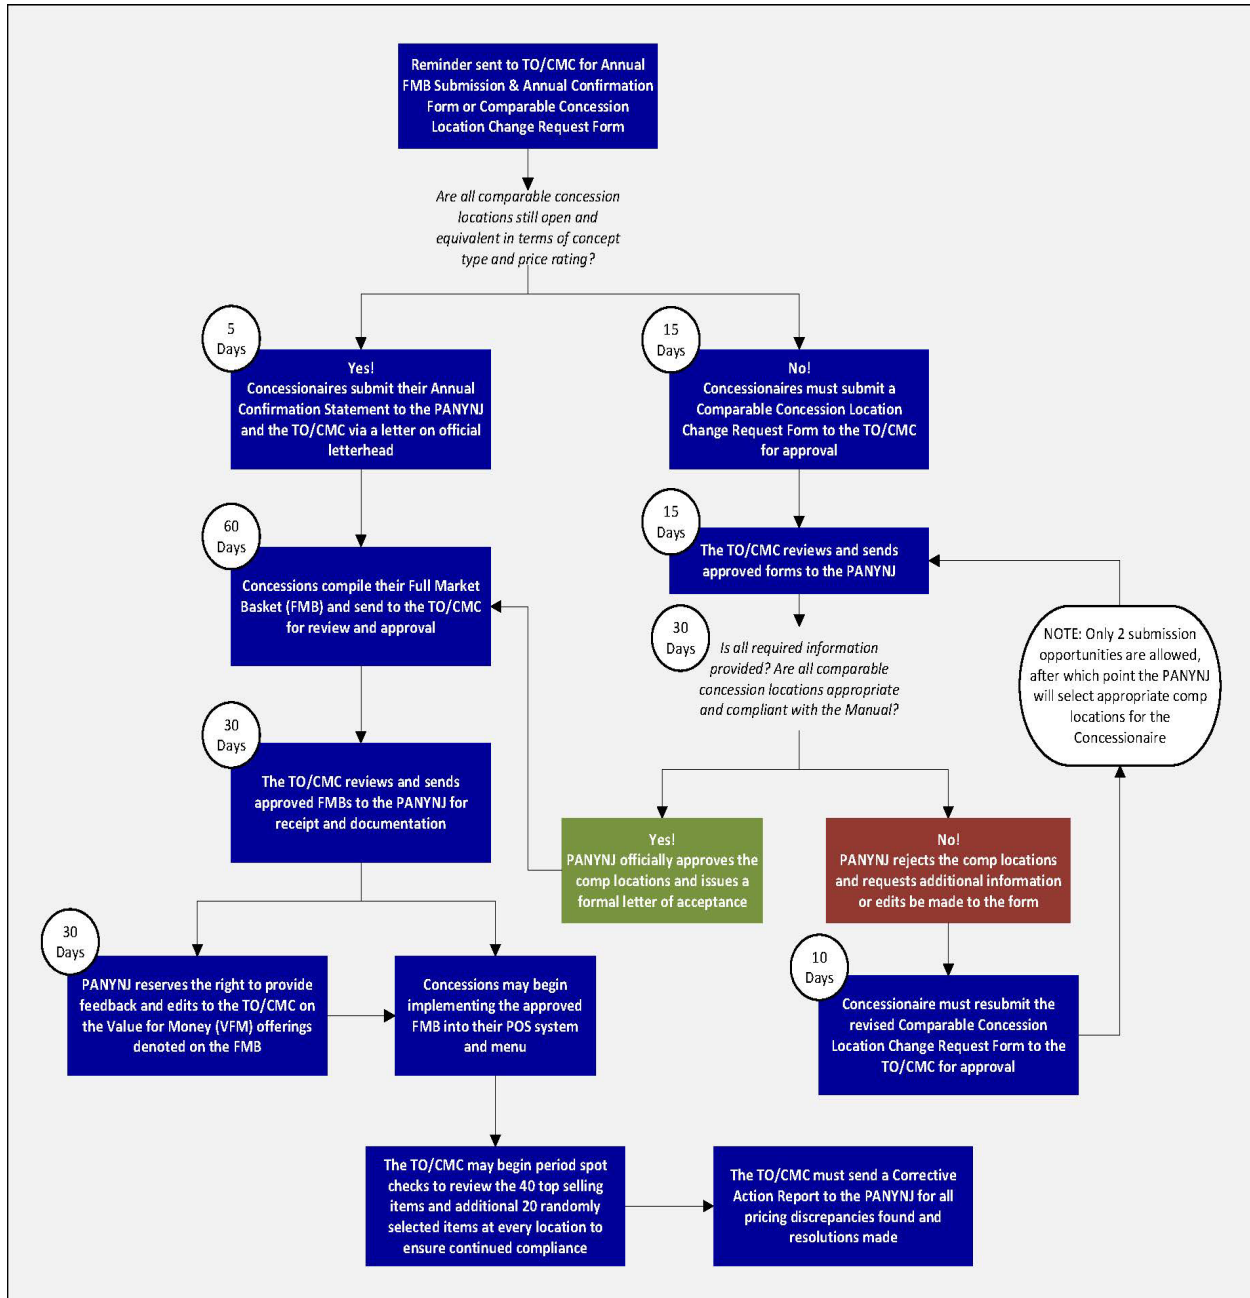 Reminder sent to TO/CMC for Annual
FMB Submission & Annual Confirmation
Form or Comparable Concession
Location Change Request Form
Are all comparable concession
locations still open and
equivalent in terms of concept
type and price rating?
5
Days
Yes!
Concessionaires submit their Annual
Confirmation Statement to the PANYNJ
and the TO/CMC via a letter on official
letterhead
15
Days
No!
Concessionaires must submit a
Comparable Concession Location
Change Request Form to the TO/CMC
for approval
60
Days
Concessions compile their Full Market
Basket (FMB) and send to the TO/CMC
for review and approval
15
Days
The TO/CMC reviews and sends
approved forms to the PANYNJ
30
Days
Is all required information
provided? Are all comparable
concession locations appropriate
and compliant with the Manual?
NOTE: Only 2 submission
opportunities are allowed,
after which point the PANYNJ
will select appropriate comp
locations for the
Concessionaire
30
Days
The TO/CMC reviews and sends
approved FMBs to the PANYNJ for
receipt and documentation
Yes!
PANYNJ officially approves the
comp locations and issues a
formal letter of acceptance
No!
PANYNJ rejects the comp locations
and requests additional information
or edits be made to the form
30
Days
PANYNJ reserves the right to provide
feedback and edits to the TO/CMC on
the Value for Money (VFM) offerings
denoted on the FMB
Concessions may begin
implementing the approved
FMB into their POS system
and menu
10
Days
Concessionaire must resubmit the
revised Comparable Concession
Location Change Request Form to the
TO/CMC for approval
The TO/CMC may begin period spot
checks to review the 40 top selling
items and additional 20 randomly
selected items at every location to
ensure continued compliance
The TO/CMC must send a Corrective
Action Report to the PANYNJ for all
pricing discrepancies found and
resolutions made